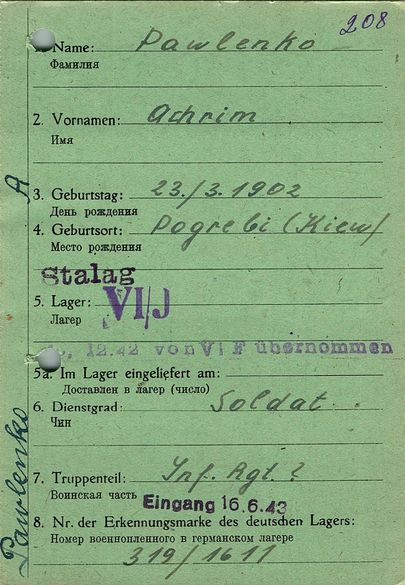 208
1. Name: Pawlenko
Фамилия
2. Vornamen: Achrim
Имя
3. Geburtstag: 23./3.1902
День рождения
4. Geburtsort: Pogrebi (Kiew)
Место рождения
Stalag
5. Lager: VI/J
Лагер
12.42 von VI F übernommen
5a. Im Lager eingeliefert am:
Доставлен в лагер (число)
6. Dienstgrad: Soldat
Чин
7. Truppenteil: Inf. Rgt. ?
Воинская часть
Eingang 16.6.43
8. Nr. der Erkennungsmarke des deutschen Lagers:
Номер военнопленного в германском лагере
319/1611
Pawlenko A